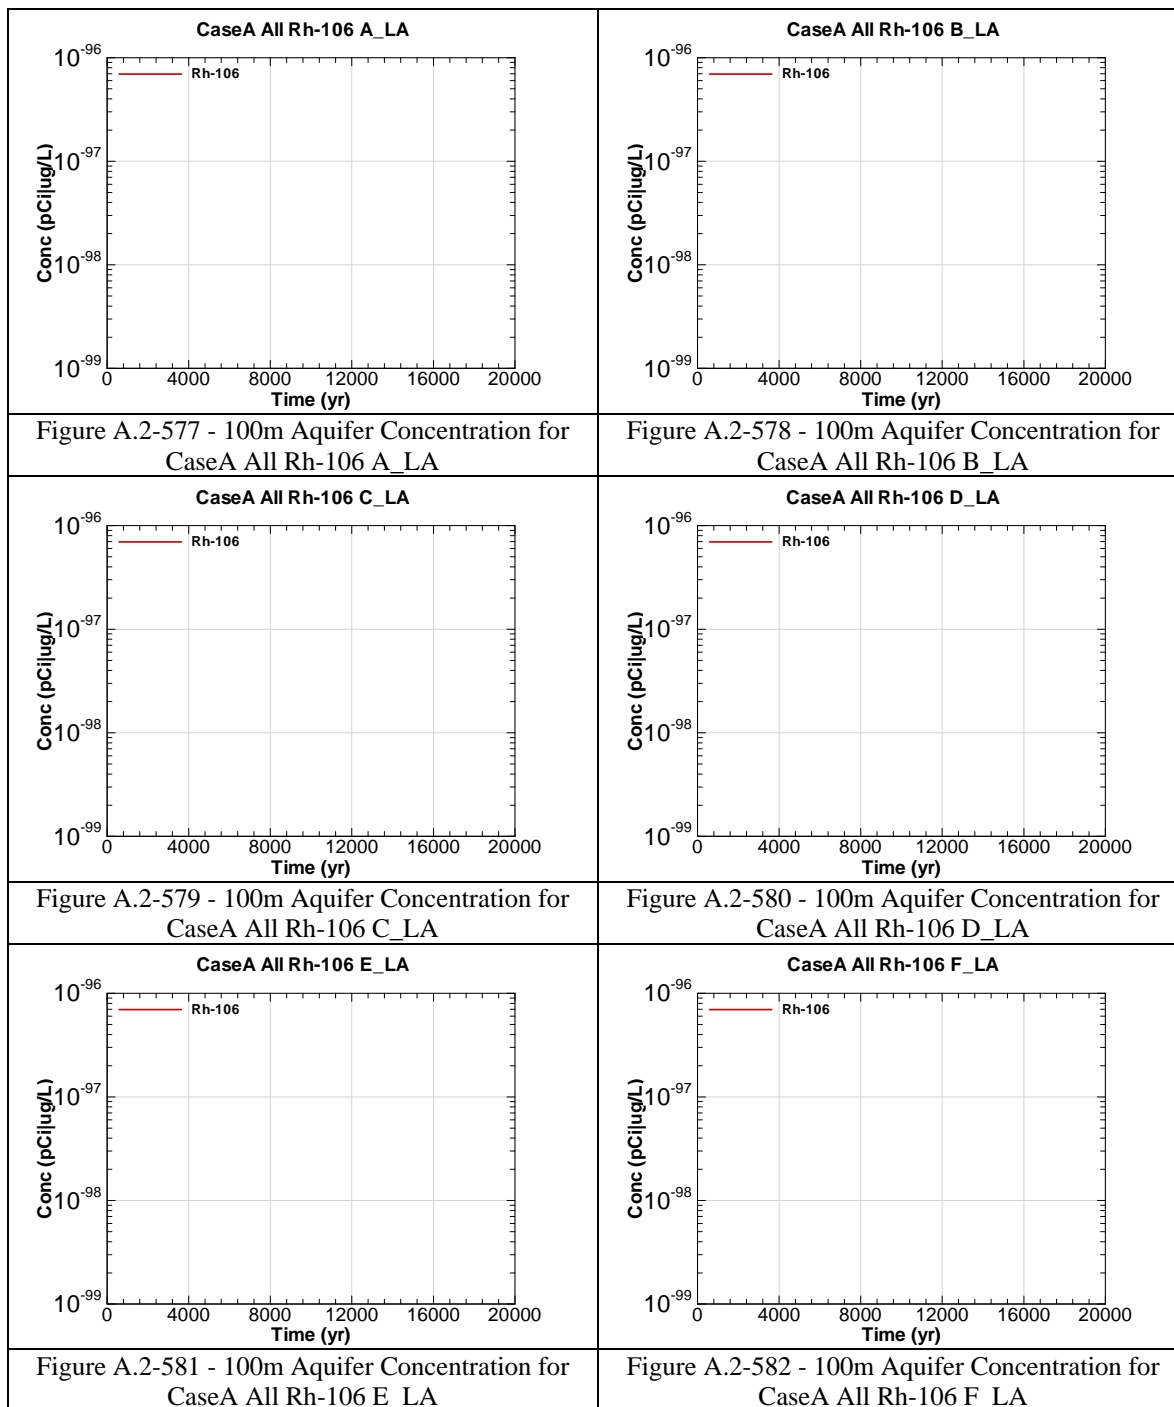 CaseA All Rh-106 A_LA
Rh-106
10^-96
10^-97
10^-98
10^-99
Conc (pCi|ug/L)
0 4000 8000 12000 16000 20000
Time (yr)
Figure A.2-577 - 100m Aquifer Concentration for
CaseA All Rh-106 A_LA
CaseA All Rh-106 B_LA
Rh-106
10^-96
10^-97
10^-98
10^-99
Conc (pCi|ug/L)
0 4000 8000 12000 16000 20000
Time (yr)
Figure A.2-578 - 100m Aquifer Concentration for
CaseA All Rh-106 B_LA
CaseA All Rh-106 C_LA
Rh-106
10^-96
10^-97
10^-98
10^-99
Conc (pCi|ug/L)
0 4000 8000 12000 16000 20000
Time (yr)
Figure A.2-579 - 100m Aquifer Concentration for
CaseA All Rh-106 C_LA
CaseA All Rh-106 D_LA
Rh-106
10^-96
10^-97
10^-98
10^-99
Conc (pCi|ug/L)
0 4000 8000 12000 16000 20000
Time (yr)
Figure A.2-580 - 100m Aquifer Concentration for
CaseA All Rh-106 D_LA
CaseA All Rh-106 E_LA
Rh-106
10^-96
10^-97
10^-98
10^-99
Conc (pCi|ug/L)
0 4000 8000 12000 16000 20000
Time (yr)
Figure A.2-581 - 100m Aquifer Concentration for
CaseA All Rh-106 E_LA
CaseA All Rh-106 F_LA
Rh-106
10^-96
10^-97
10^-98
10^-99
Conc (pCi|ug/L)
0 4000 8000 12000 16000 20000
Time (yr)
Figure A.2-582 - 100m Aquifer Concentration for
CaseA All Rh-106 F_LA